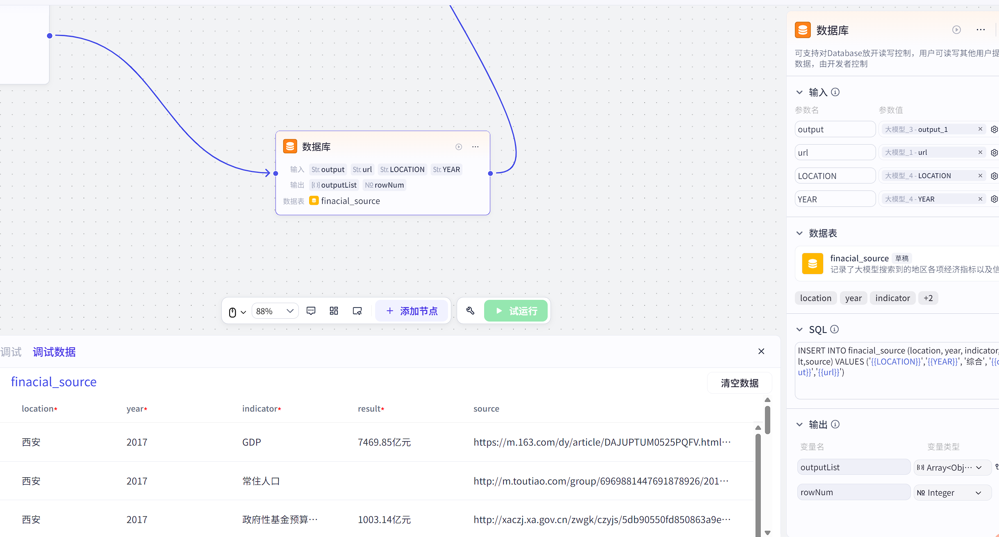 数据库
输入 Str. output Str. url Str. LOCATION Str. YEAR
输出 [{}] outputList № rowNum
数据表 finacial_source
88%
添加节点
试运行
调试 调试数据
finacial_source
清空数据
location* year* indicator* result* source
西安 2017 GDP 7469.85亿元 https://m.163.com/dy/article/DAJUPTUM0525PQFV.html···
西安 2017 常住人口 http://m.toutiao.com/group/6969881447691878926/201···
西安 2017 政府性基金预算··· 1003.14亿元 http://xaczj.xa.gov.cn/zwgk/czyjs/5db90550fd850863a9e···
数据库
可支持对Database放开读写控制，用户可读写其他用户提
数据，由开发者控制
输入
参数名 参数值
output 大模型_3 - output_1
url 大模型_1 - url
LOCATION 大模型_4 - LOCATION
YEAR 大模型_4 - YEAR
数据表
finacial_source 草稿
记录了大模型搜索到的地区各项经济指标以及信
location year indicator +2
SQL
INSERT INTO finacial_source (location, year, indicator,
lt,source) VALUES ('{{LOCATION}}','{{YEAR}}', '综合', '{{
ut}}','{{url}}')
输出
变量名 变量类型
outputList [{}] Array<Obj···
rowNum № Integer